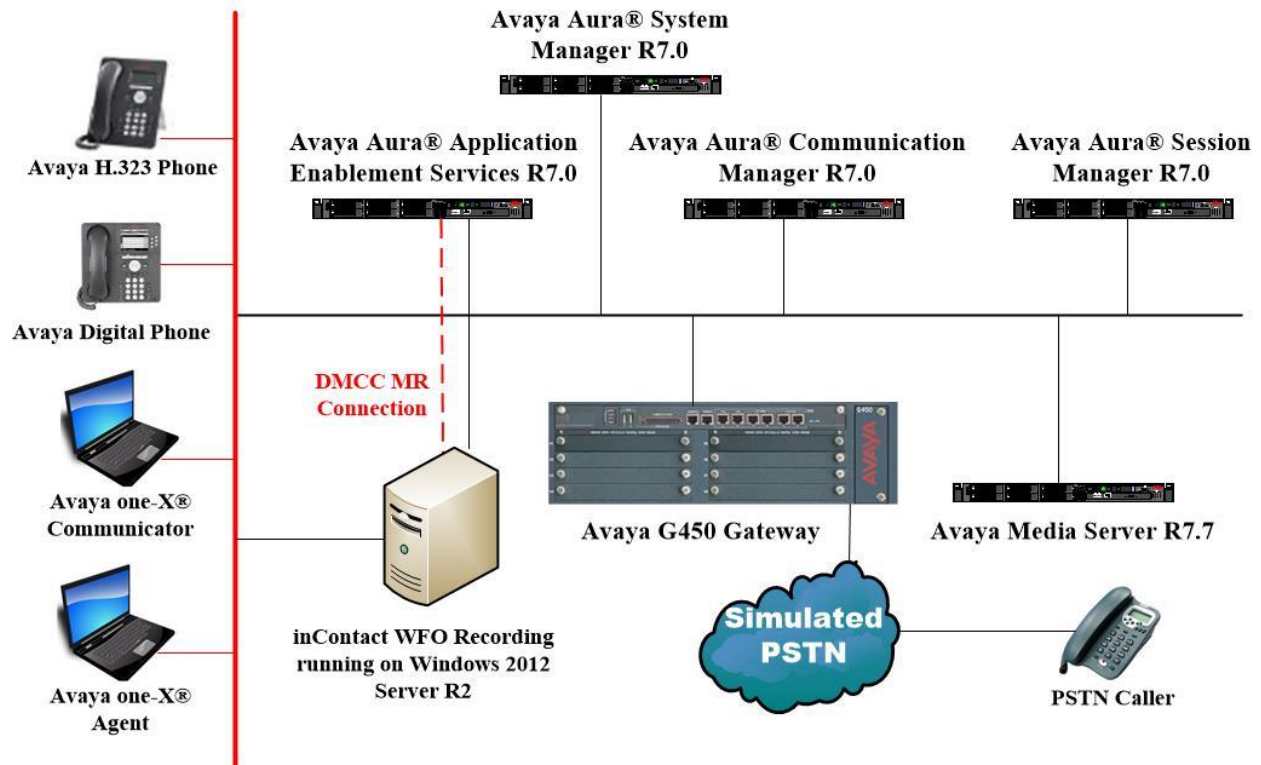 Avaya Aura® System
Manager R7.0
Avaya H.323 Phone
Avaya Aura® Application
Enablement Services R7.0
Avaya Aura® Communication
Manager R7.0
Avaya Aura® Session
Manager R7.0
Avaya Digital Phone
DMCC MR
Connection
G450
AVAYA
Avaya one-X®
Communicator
Avaya G450 Gateway
Avaya Media Server R7.7
Simulated
PSTN
inContact WFO Recording
running on Windows 2012
Server R2
Avaya one-X®
Agent
PSTN Caller